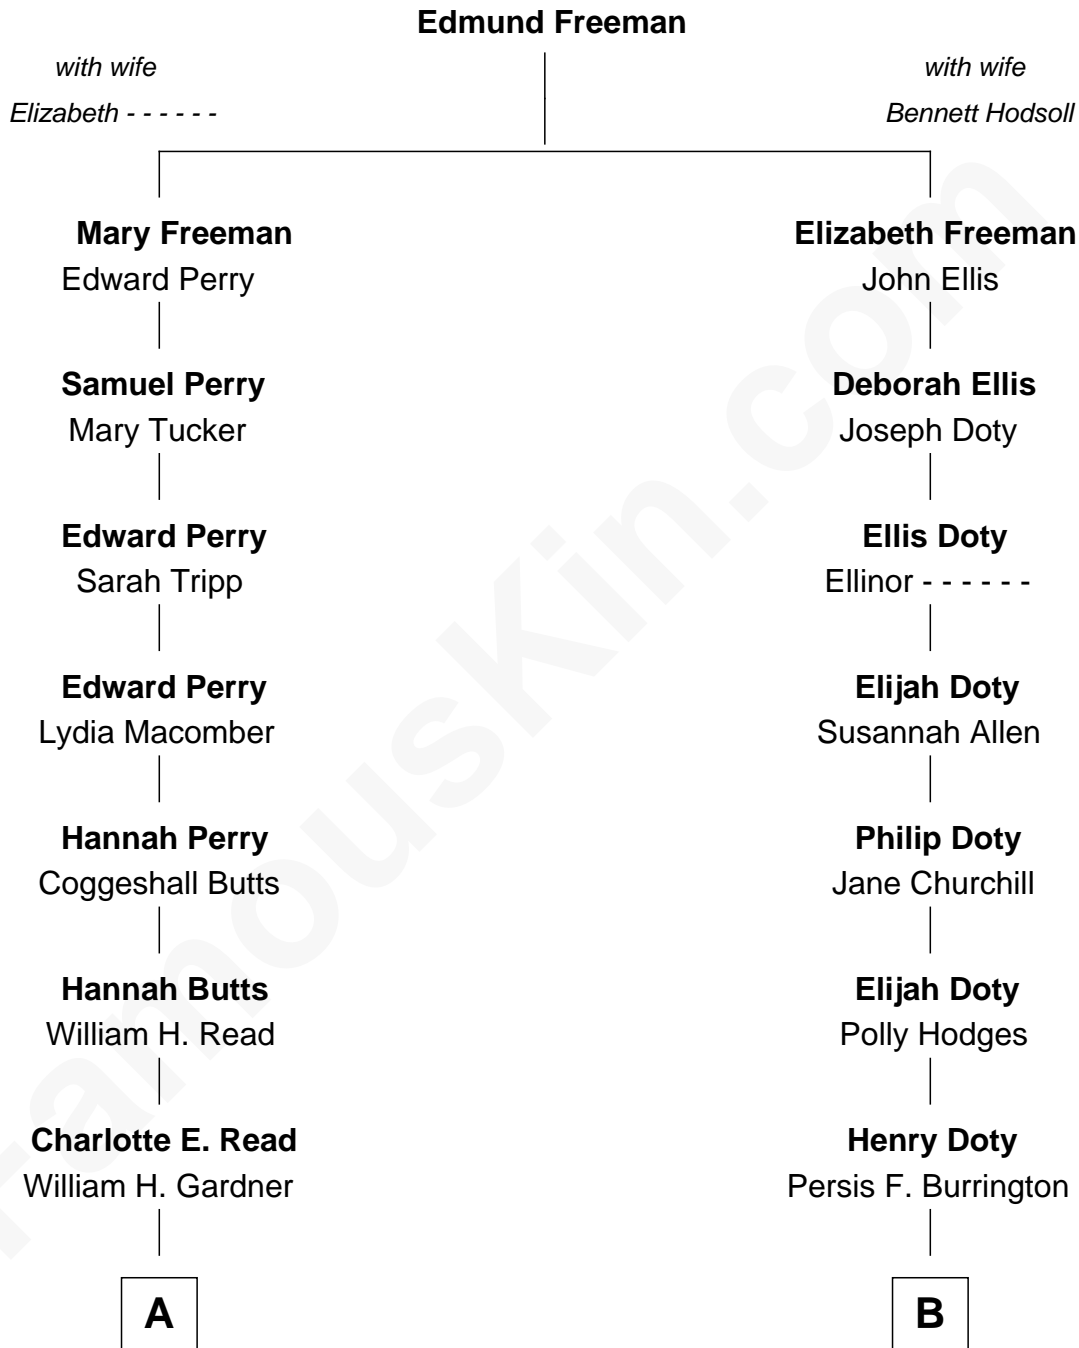 Edmund Freeman
with wife
Elizabeth - - - - - -
with wife
Bennett Hodsoll
Mary Freeman
Edward Perry
Elizabeth Freeman
John Ellis
Samuel Perry
Mary Tucker
Deborah Ellis
Joseph Doty
Edward Perry
Sarah Tripp
Ellis Doty
Ellinor - - - - - -
Edward Perry
Lydia Macomber
Elijah Doty
Susannah Allen
Hannah Perry
Coggeshall Butts
Philip Doty
Jane Churchill
Hannah Butts
William H. Read
Elijah Doty
Polly Hodges
Charlotte E. Read
William H. Gardner
Henry Doty
Persis F. Burrington
A
B
FamousKin.com